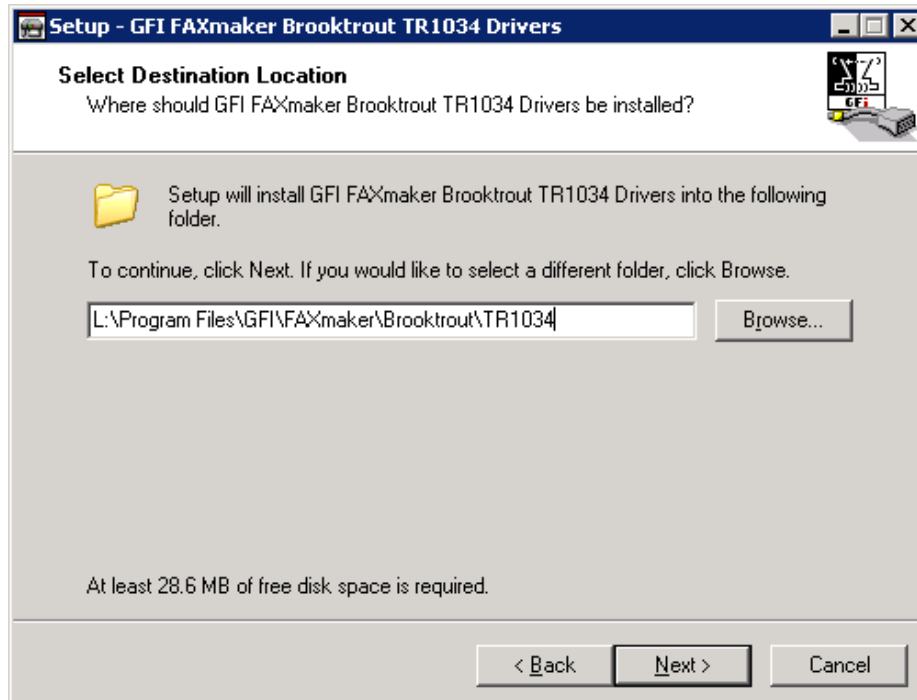 Setup - GFI FAXmaker Brooktrout TR1034 Drivers
Select Destination Location
Where should GFI FAXmaker Brooktrout TR1034 Drivers be installed?
GFi
Setup will install GFI FAXmaker Brooktrout TR1034 Drivers into the following
folder.
To continue, click Next. If you would like to select a different folder, click Browse.
L:\Program Files\GFI\FAXmaker\Brooktrout\TR1034
Browse...
At least 28.6 MB of free disk space is required.
< Back
Next >
Cancel